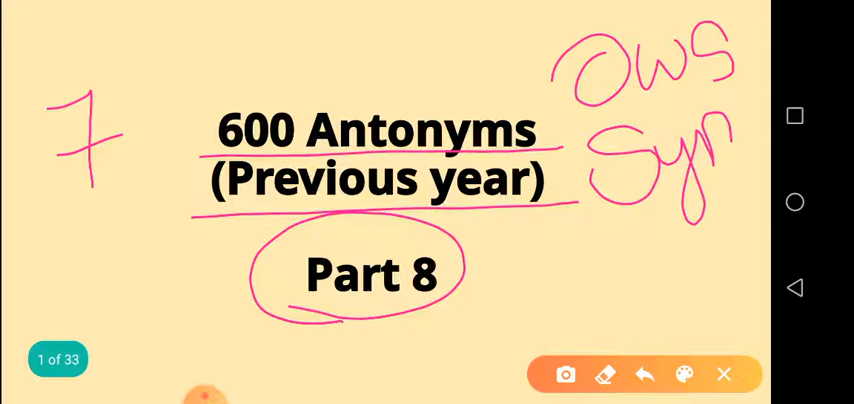 7
ows
Syn
600 Antonyms
(Previous year)
Part 8
1 of 33